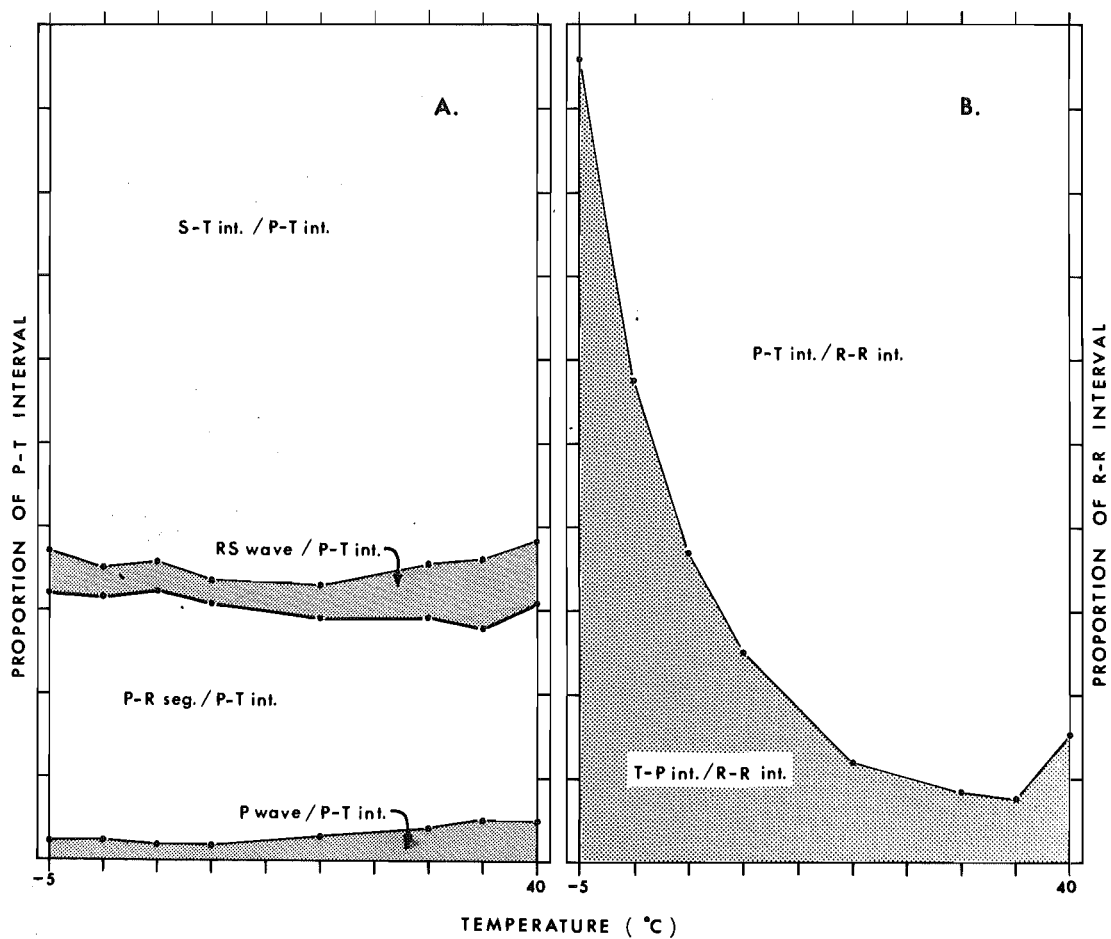 A.
B.
S-T int. / P-T int.
P-T int. / R-R int.
PROPORTION OF P-T INTERVAL
PROPORTION OF R-R INTERVAL
RS wave / P-T int.
P-R seg. / P-T int.
T-P int. / R-R int.
P wave / P-T int.
-5
40
-5
40
TEMPERATURE ( °C )